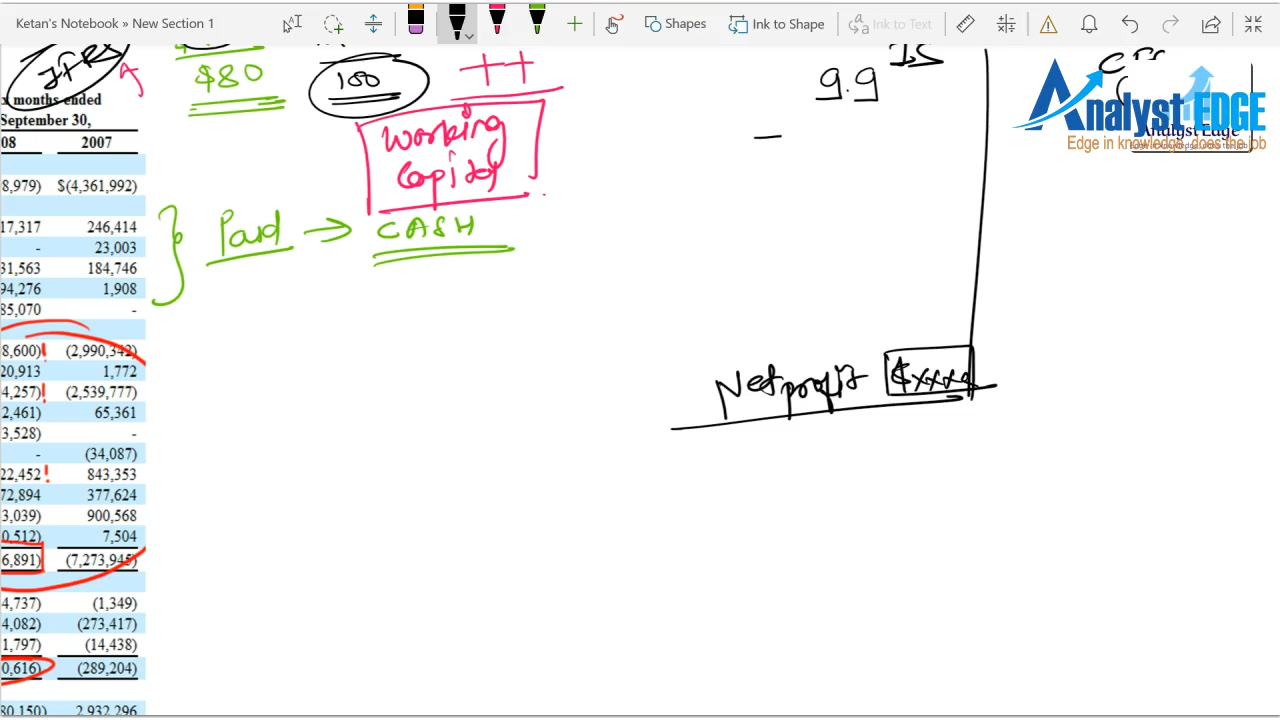 Ketan's Notebook » New Section 1
Shapes
Ink to Shape
Ink to Text
IFRS
$80
100
++
IS
9.9
Analyst EDGE
Analyst Edge
Edge in knowledge, does the job
x months ended
September 30,
08 2007
8,979) $(4,361,992)
17,317 246,414
- 23,003
31,563 184,746
94,276 1,908
85,070 -
8,600) (2,990,342)
20,913 1,772
4,257) (2,539,777)
2,461) 65,361
3,528) -
- (34,087)
22,452 843,353
72,894 377,624
3,039) 900,568
0,512) 7,504
6,891) (7,273,945)
4,737) (1,349)
4,082) (273,417)
1,797) (14,438)
0,616) (289,204)
80,150) 2,932,296
Working
Capital
Paid → CASH
Net profit $xxxx